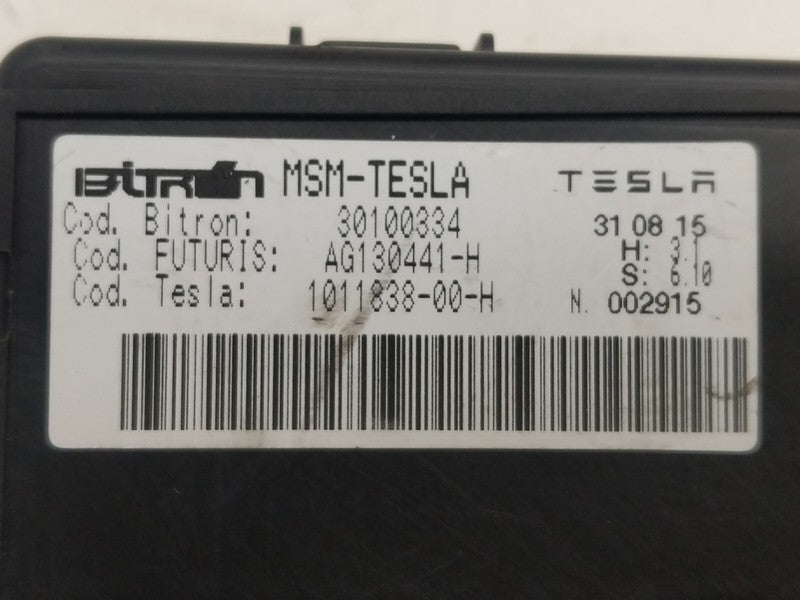 BITRON MSM-TESLA TESLA
Cod. Bitron: 30100334 31 08 15
Cod. FUTURIS: AG130441-H H: 3.1
Cod. Tesla: 1011838-00-H S: 6.10
N. 002915